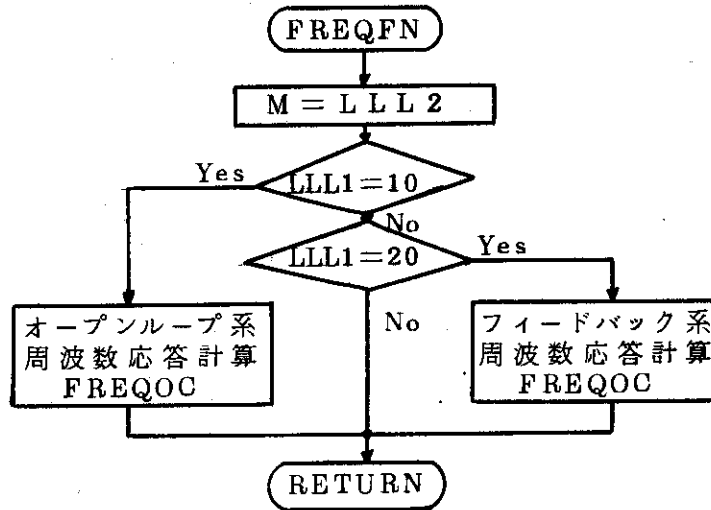 FREQFN
M=LLL2
Yes
LLL1=10
No
LLL1=20
Yes
No
オープンループ系
周波数応答計算
FREQOC
フィードバック系
周波数応答計算
FREQOC
RETURN